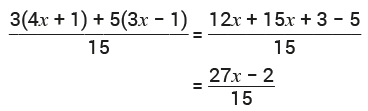 3(4x + 1) + 5(3x − 1) / 15 = 12x + 15x + 3 − 5 / 15
= 27x − 2 / 15